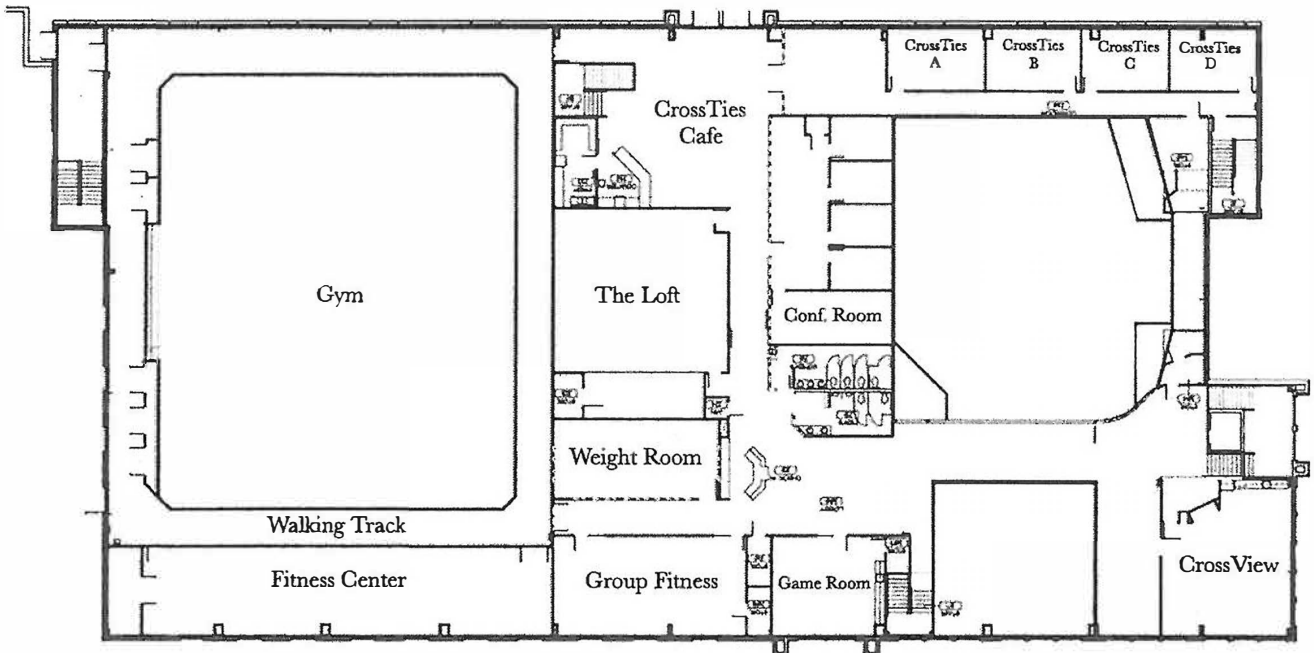 CrossTies
A
CrossTies
B
CrossTies
C
CrossTies
D
CrossTies
Cafe
Gym
The Loft
Conf. Room
Weight Room
Walking Track
Fitness Center
Group Fitness
Game Room
CrossView